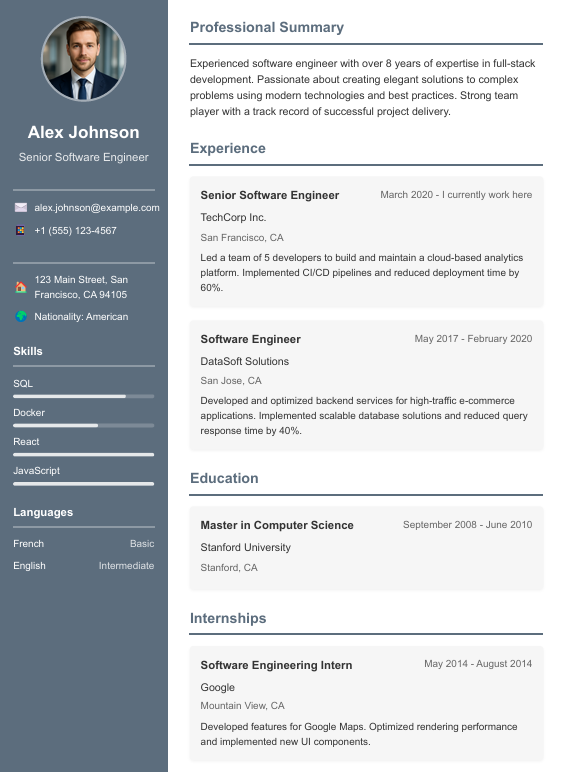 Alex Johnson
Senior Software Engineer
alex.johnson@example.com
+1 (555) 123-4567
123 Main Street, San
Francisco, CA 94105
Nationality: American
Skills
SQL
Docker
React
JavaScript
Languages
French Basic
English Intermediate
Professional Summary
Experienced software engineer with over 8 years of expertise in full-stack
development. Passionate about creating elegant solutions to complex
problems using modern technologies and best practices. Strong team
player with a track record of successful project delivery.
Experience
Senior Software Engineer March 2020 - I currently work here
TechCorp Inc.
San Francisco, CA
Led a team of 5 developers to build and maintain a cloud-based analytics
platform. Implemented CI/CD pipelines and reduced deployment time by
60%.
Software Engineer May 2017 - February 2020
DataSoft Solutions
San Jose, CA
Developed and optimized backend services for high-traffic e-commerce
applications. Implemented scalable database solutions and reduced query
response time by 40%.
Education
Master in Computer Science September 2008 - June 2010
Stanford University
Stanford, CA
Internships
Software Engineering Intern May 2014 - August 2014
Google
Mountain View, CA
Developed features for Google Maps. Optimized rendering performance
and implemented new UI components.